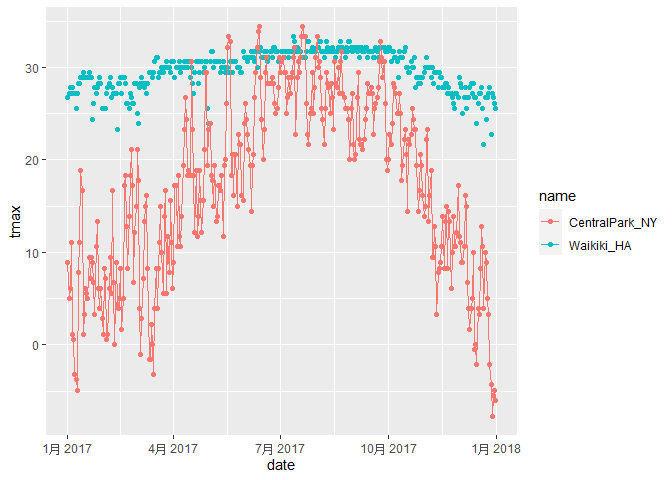 tmax
30
20
10
0
1月 2017
4月 2017
7月 2017
10月 2017
1月 2018
date
name
CentralPark_NY
Waikiki_HA